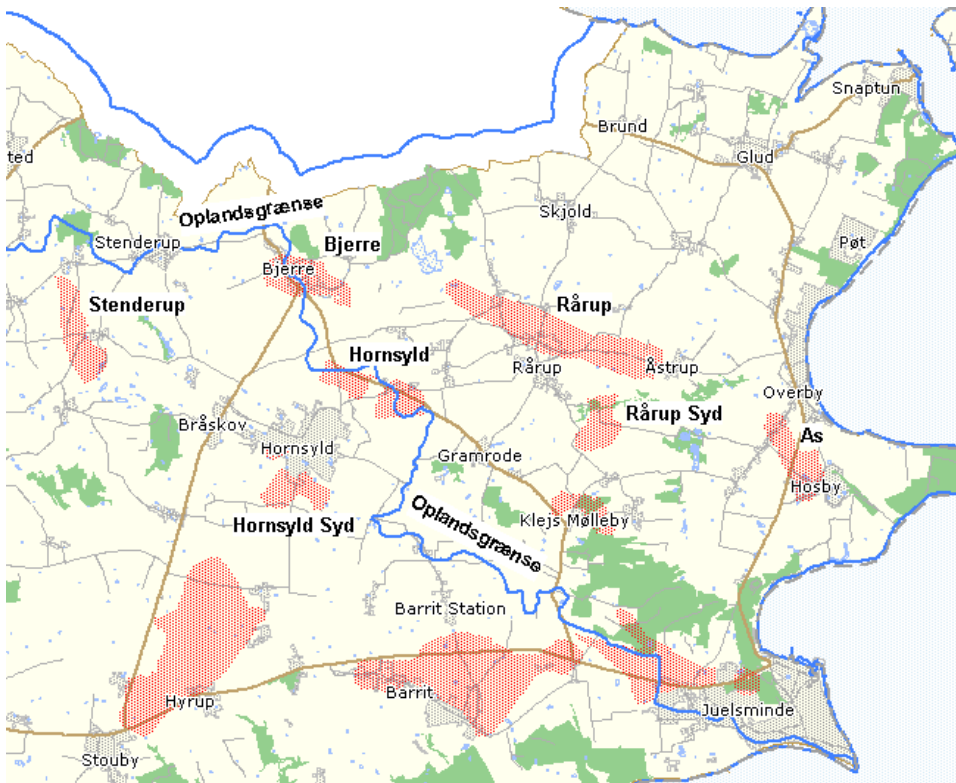 Snaptun
Brund
ted
Glud
Oplandsgrænse
Skjold
Stenderup
Bjerre
Pøt
Bjerre
Stenderup
Rårup
Hornsyld
Rårup
Åstrup
Overby
Rårup Syd
Bråskov
As
Hornsyld
Gramrode
Hosby
Hornsyld Syd
Oplandsgrænse
Klejs Mølleby
Barrit Station
Hyrup
Barrit
Juelsminde
Stouby